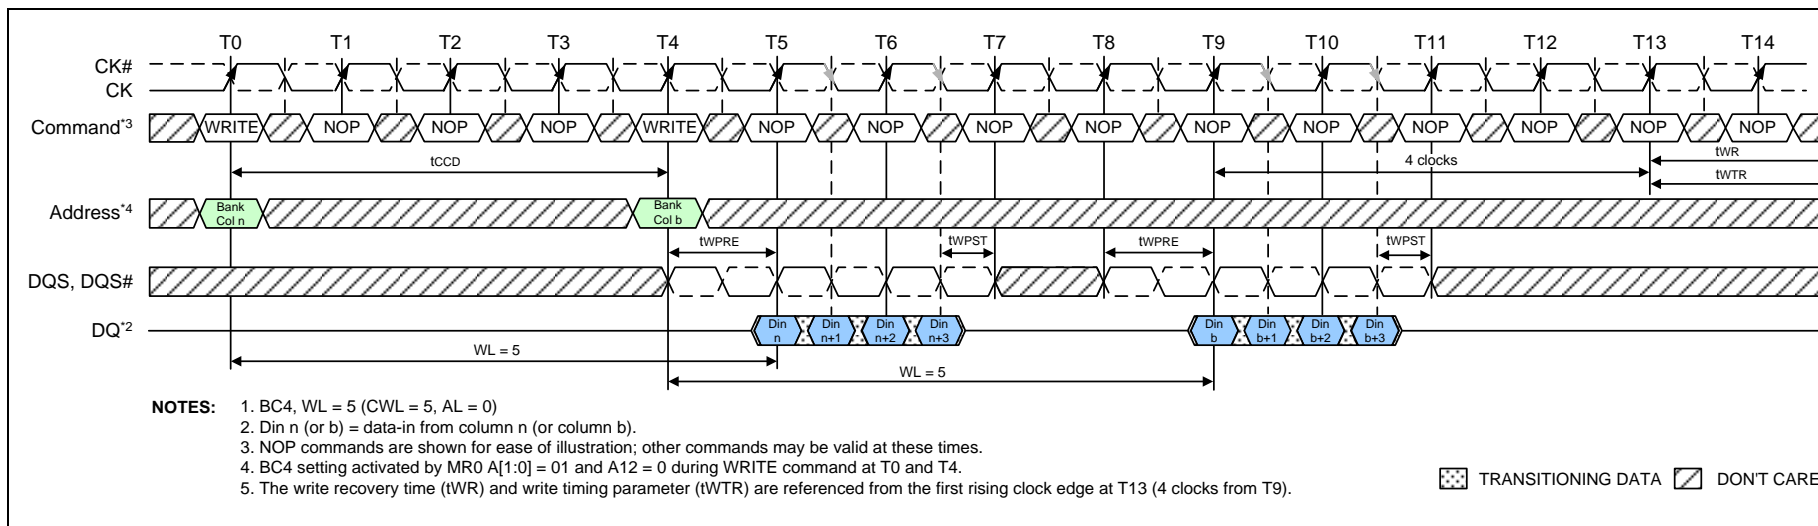 T0 T1 T2 T3 T4 T5 T6 T7 T8 T9 T10 T11 T12 T13 T14
CK#
CK
Command*3 WRITE NOP NOP NOP WRITE NOP NOP NOP NOP NOP NOP NOP NOP NOP NOP
tCCD 4 clocks tWR
tWTR
Address*4 Bank Col n Bank Col b
tWPRE tWPST tWPRE tWPST
DQS, DQS#
DQ*2 Din n Din n+1 Din n+2 Din n+3 Din b Din b+1 Din b+2 Din b+3
WL = 5
WL = 5
NOTES: 1. BC4, WL = 5 (CWL = 5, AL = 0)
2. Din n (or b) = data-in from column n (or column b).
3. NOP commands are shown for ease of illustration; other commands may be valid at these times.
4. BC4 setting activated by MR0 A[1:0] = 01 and A12 = 0 during WRITE command at T0 and T4.
5. The write recovery time (tWR) and write timing parameter (tWTR) are referenced from the first rising clock edge at T13 (4 clocks from T9).
TRANSITIONING DATA DON'T CARE